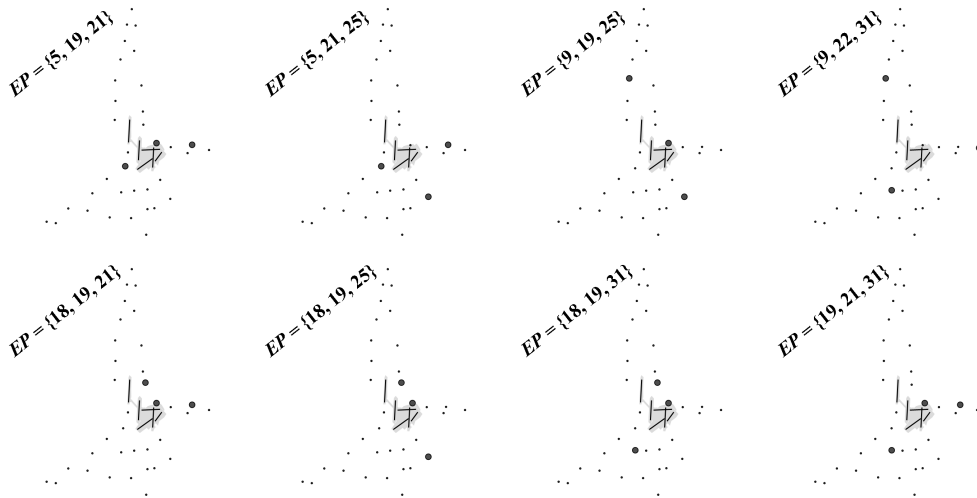 EP = {5, 19, 21}
EP = {5, 21, 25}
EP = {9, 19, 25}
EP = {9, 22, 31}
EP = {18, 19, 21}
EP = {18, 19, 25}
EP = {18, 19, 31}
EP = {19, 21, 31}